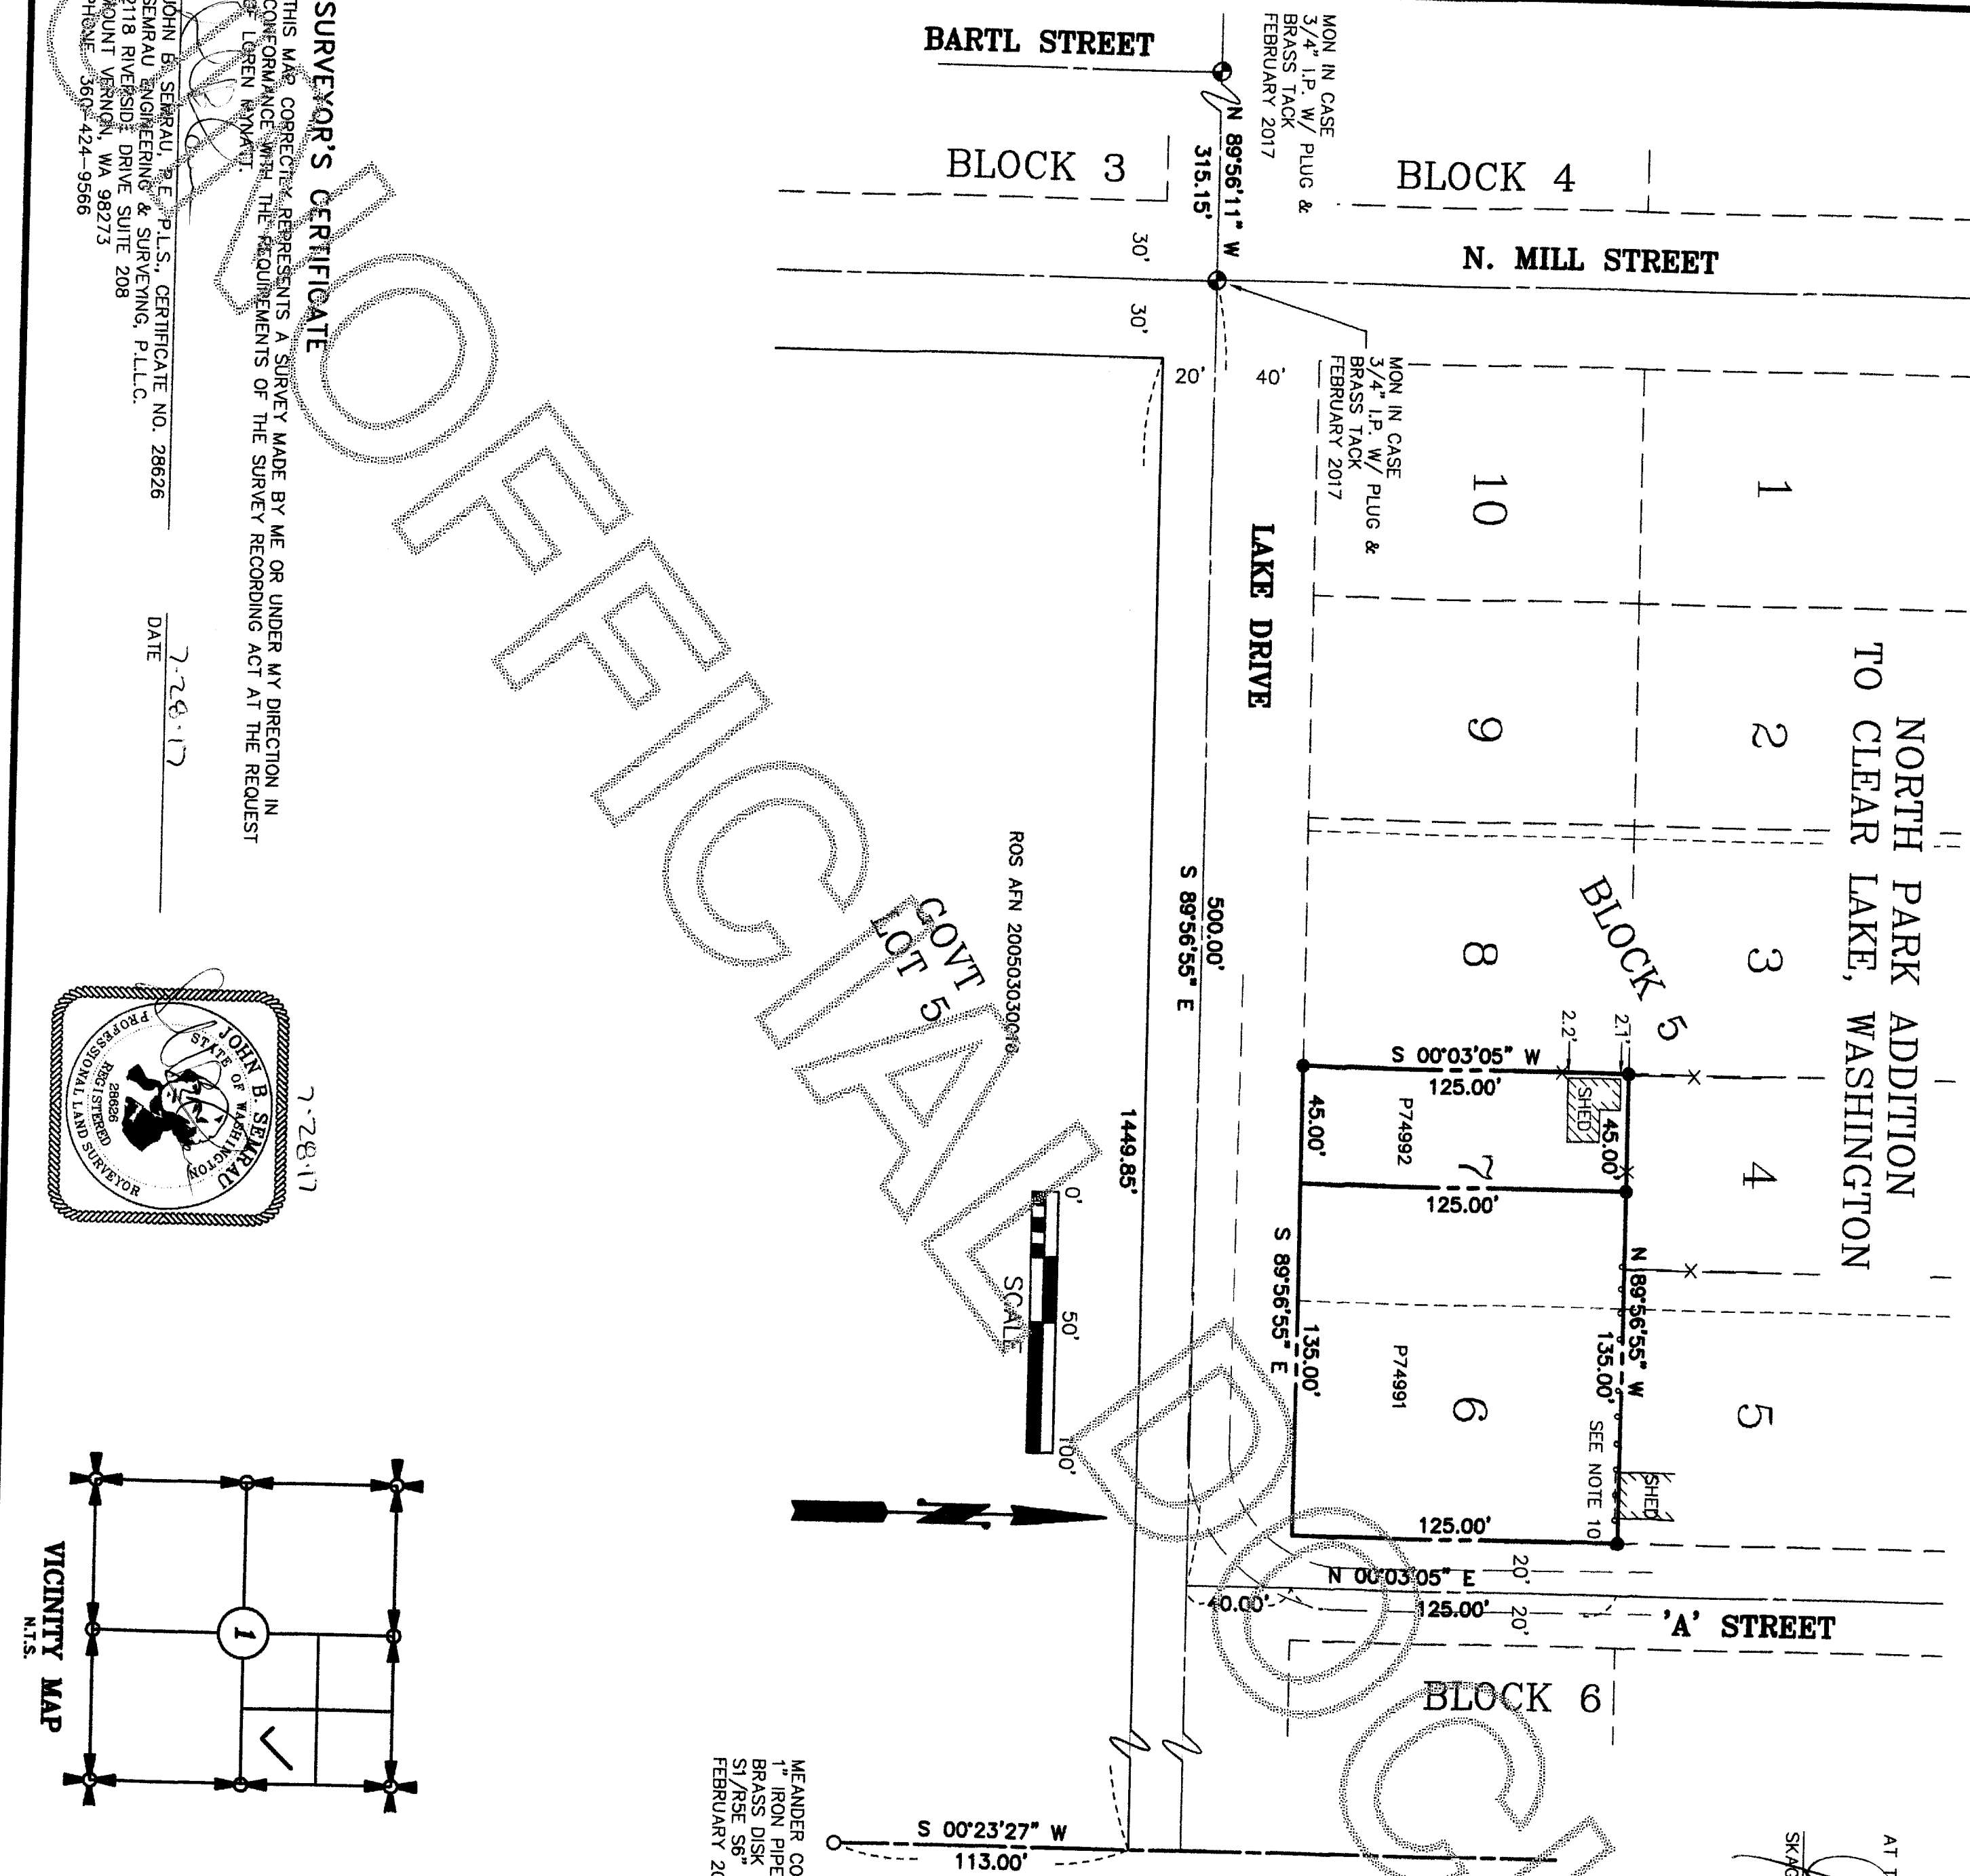 NORTH PARK ADDITION
TO CLEAR LAKE, WASHINGTON
1
2
3
4
5
10
9
8
7
6
BLOCK 5
BLOCK 4
BLOCK 3
BLOCK 6
BARTL STREET
N. MILL STREET
LAKE DRIVE
'A' STREET
MON IN CASE
3/4" I.P. W/ PLUG &
BRASS TACK
FEBRUARY 2017
N 89°56'11" W
315.15'
30'
30'
20'
40'
MON IN CASE
3/4" I.P. W/ PLUG &
BRASS TACK
FEBRUARY 2017
500.00'
S 89°56'55" E
2.1'
2.2'
SHED
S 00°03'05" W
125.00'
45.00'
45.00'
P74992
125.00'
N 89°56'55" W
135.00'
SEE NOTE 10
SHED
P74991
S 89°56'55" E
135.00'
125.00'
N 00°03'05" E
125.00'
20'
20'
40.00'
1449.85'
ROS AFN
GOVT
LOT 5
0'
50'
100'
SCALE
S 00°23'27" W
113.00'
MEANDER
1" IRON PIPE
BRASS DISK
S1/R5E S6"
FEBRUARY
AT
SURVEYOR'S CERTIFICATE
THIS MAP CORRECTLY REPRESENTS A SURVEY MADE BY ME OR UNDER MY DIRECTION IN
CONFORMANCE WITH THE REQUIREMENTS OF THE SURVEY RECORDING ACT AT THE REQUEST
OF LOREN MYNATT.
JOHN B. SEMRAU, P.E., P.L.S., CERTIFICATE NO. 28626
SEMRAU ENGINEERING & SURVEYING, P.L.L.C.
2118 RIVERSIDE DRIVE SUITE 208
MOUNT VERNON, WA 98273
PHONE 360-424-9566
7-28-17
DATE
7-28-17
JOHN B. SEMRAU
STATE OF WASHINGTON
28626
REGISTERED
PROFESSIONAL LAND SURVEYOR
1
VICINITY MAP
N.T.S.
UNOFFICIAL DOC